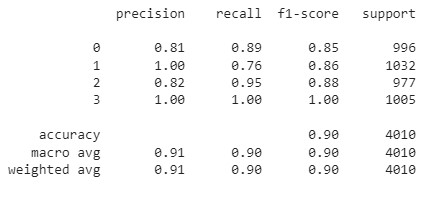 precision recall f1-score support
0 0.81 0.89 0.85 996
1 1.00 0.76 0.86 1032
2 0.82 0.95 0.88 977
3 1.00 1.00 1.00 1005
accuracy 0.90 4010
macro avg 0.91 0.90 0.90 4010
weighted avg 0.91 0.90 0.90 4010